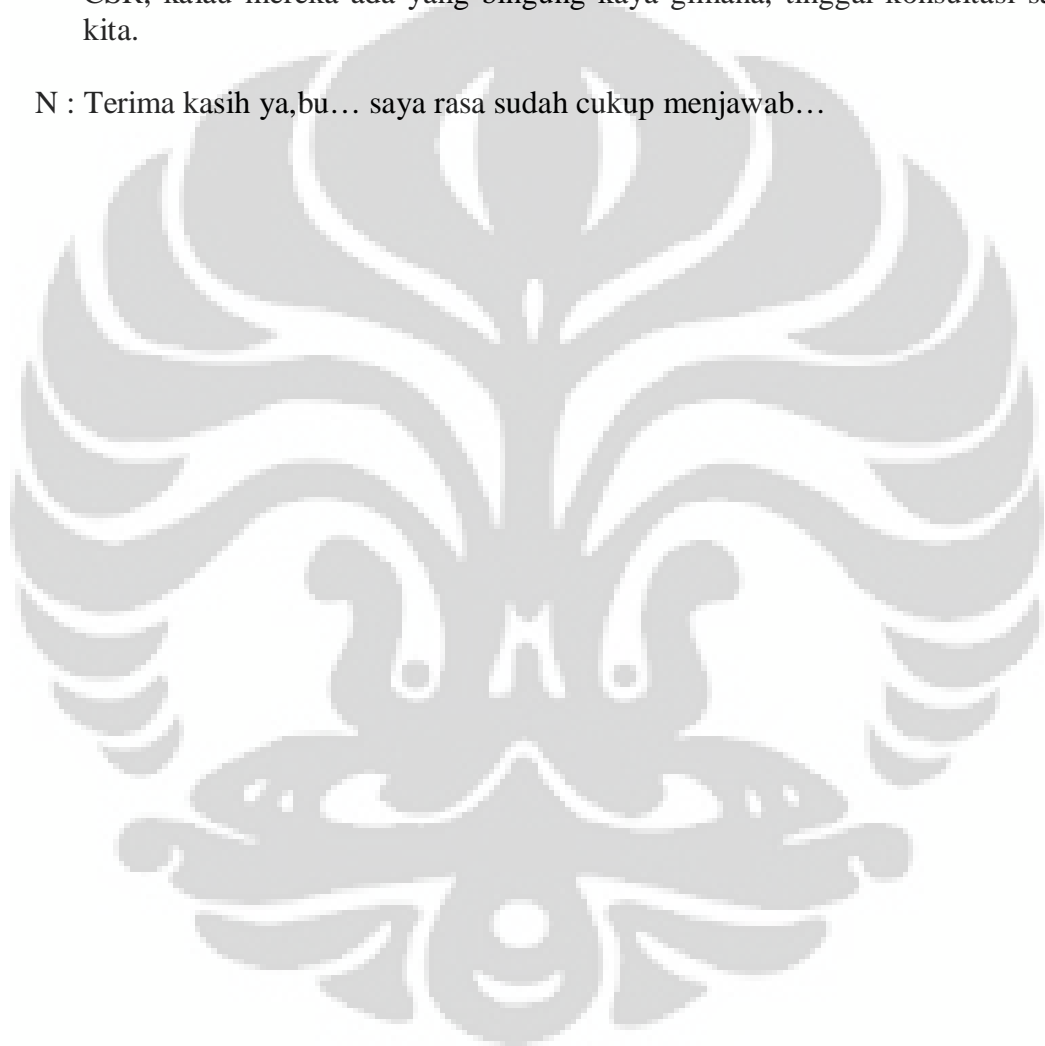 CSR, kalau mereka ada yang bingung kaya gimana, tinggal konsultasi
kita.
N : Terima kasih ya,bu… saya rasa sudah cukup menjawab…